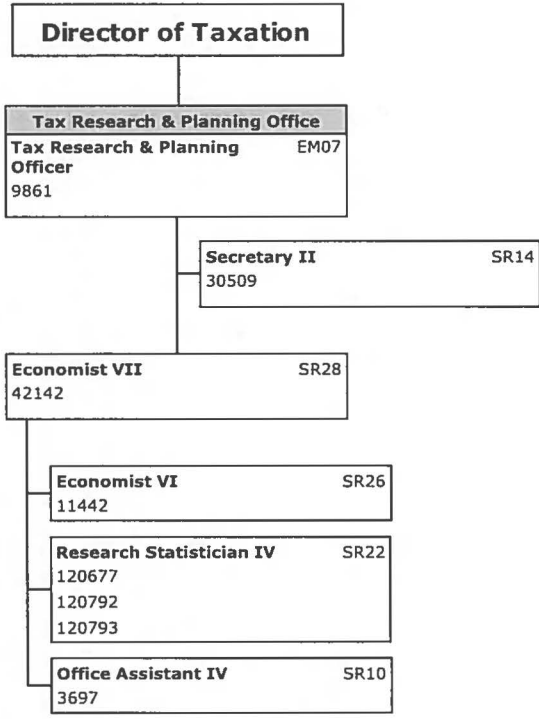 Director of Taxation
Tax Research & Planning Office
Tax Research & Planning EM07
Officer
9861
Secretary II SR14
30509
Economist VII SR28
42142
Economist VI SR26
11442
Research Statistician IV SR22
120677
120792
120793
Office Assistant IV SR10
3697